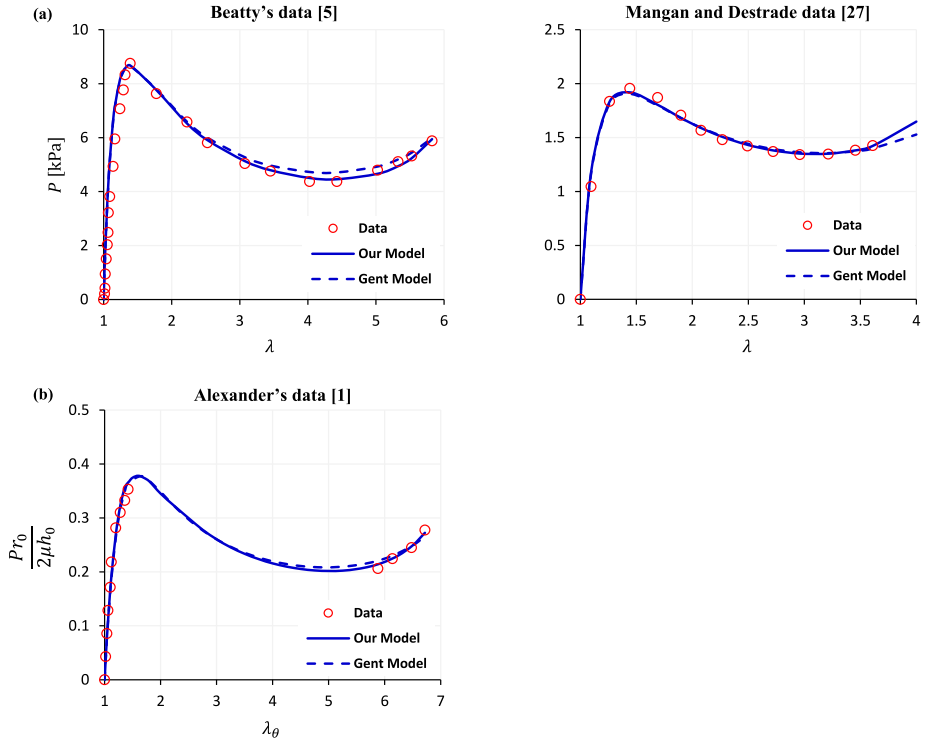 (a)
Beatty's data [5]
10
8
6
4
2
0
P [kPa]
1
2
3
4
5
6
λ
Data
Our Model
Gent Model
Mangan and Destrade data [27]
2.5
2
1.5
1
0.5
0
1
1.5
2
2.5
3
3.5
4
λ
Data
Our Model
Gent Model
(b)
Alexander's data [1]
0.5
0.4
0.3
0.2
0.1
0
Pr₀
2μh₀
1
2
3
4
5
6
7
λ_θ
Data
Our Model
Gent Model